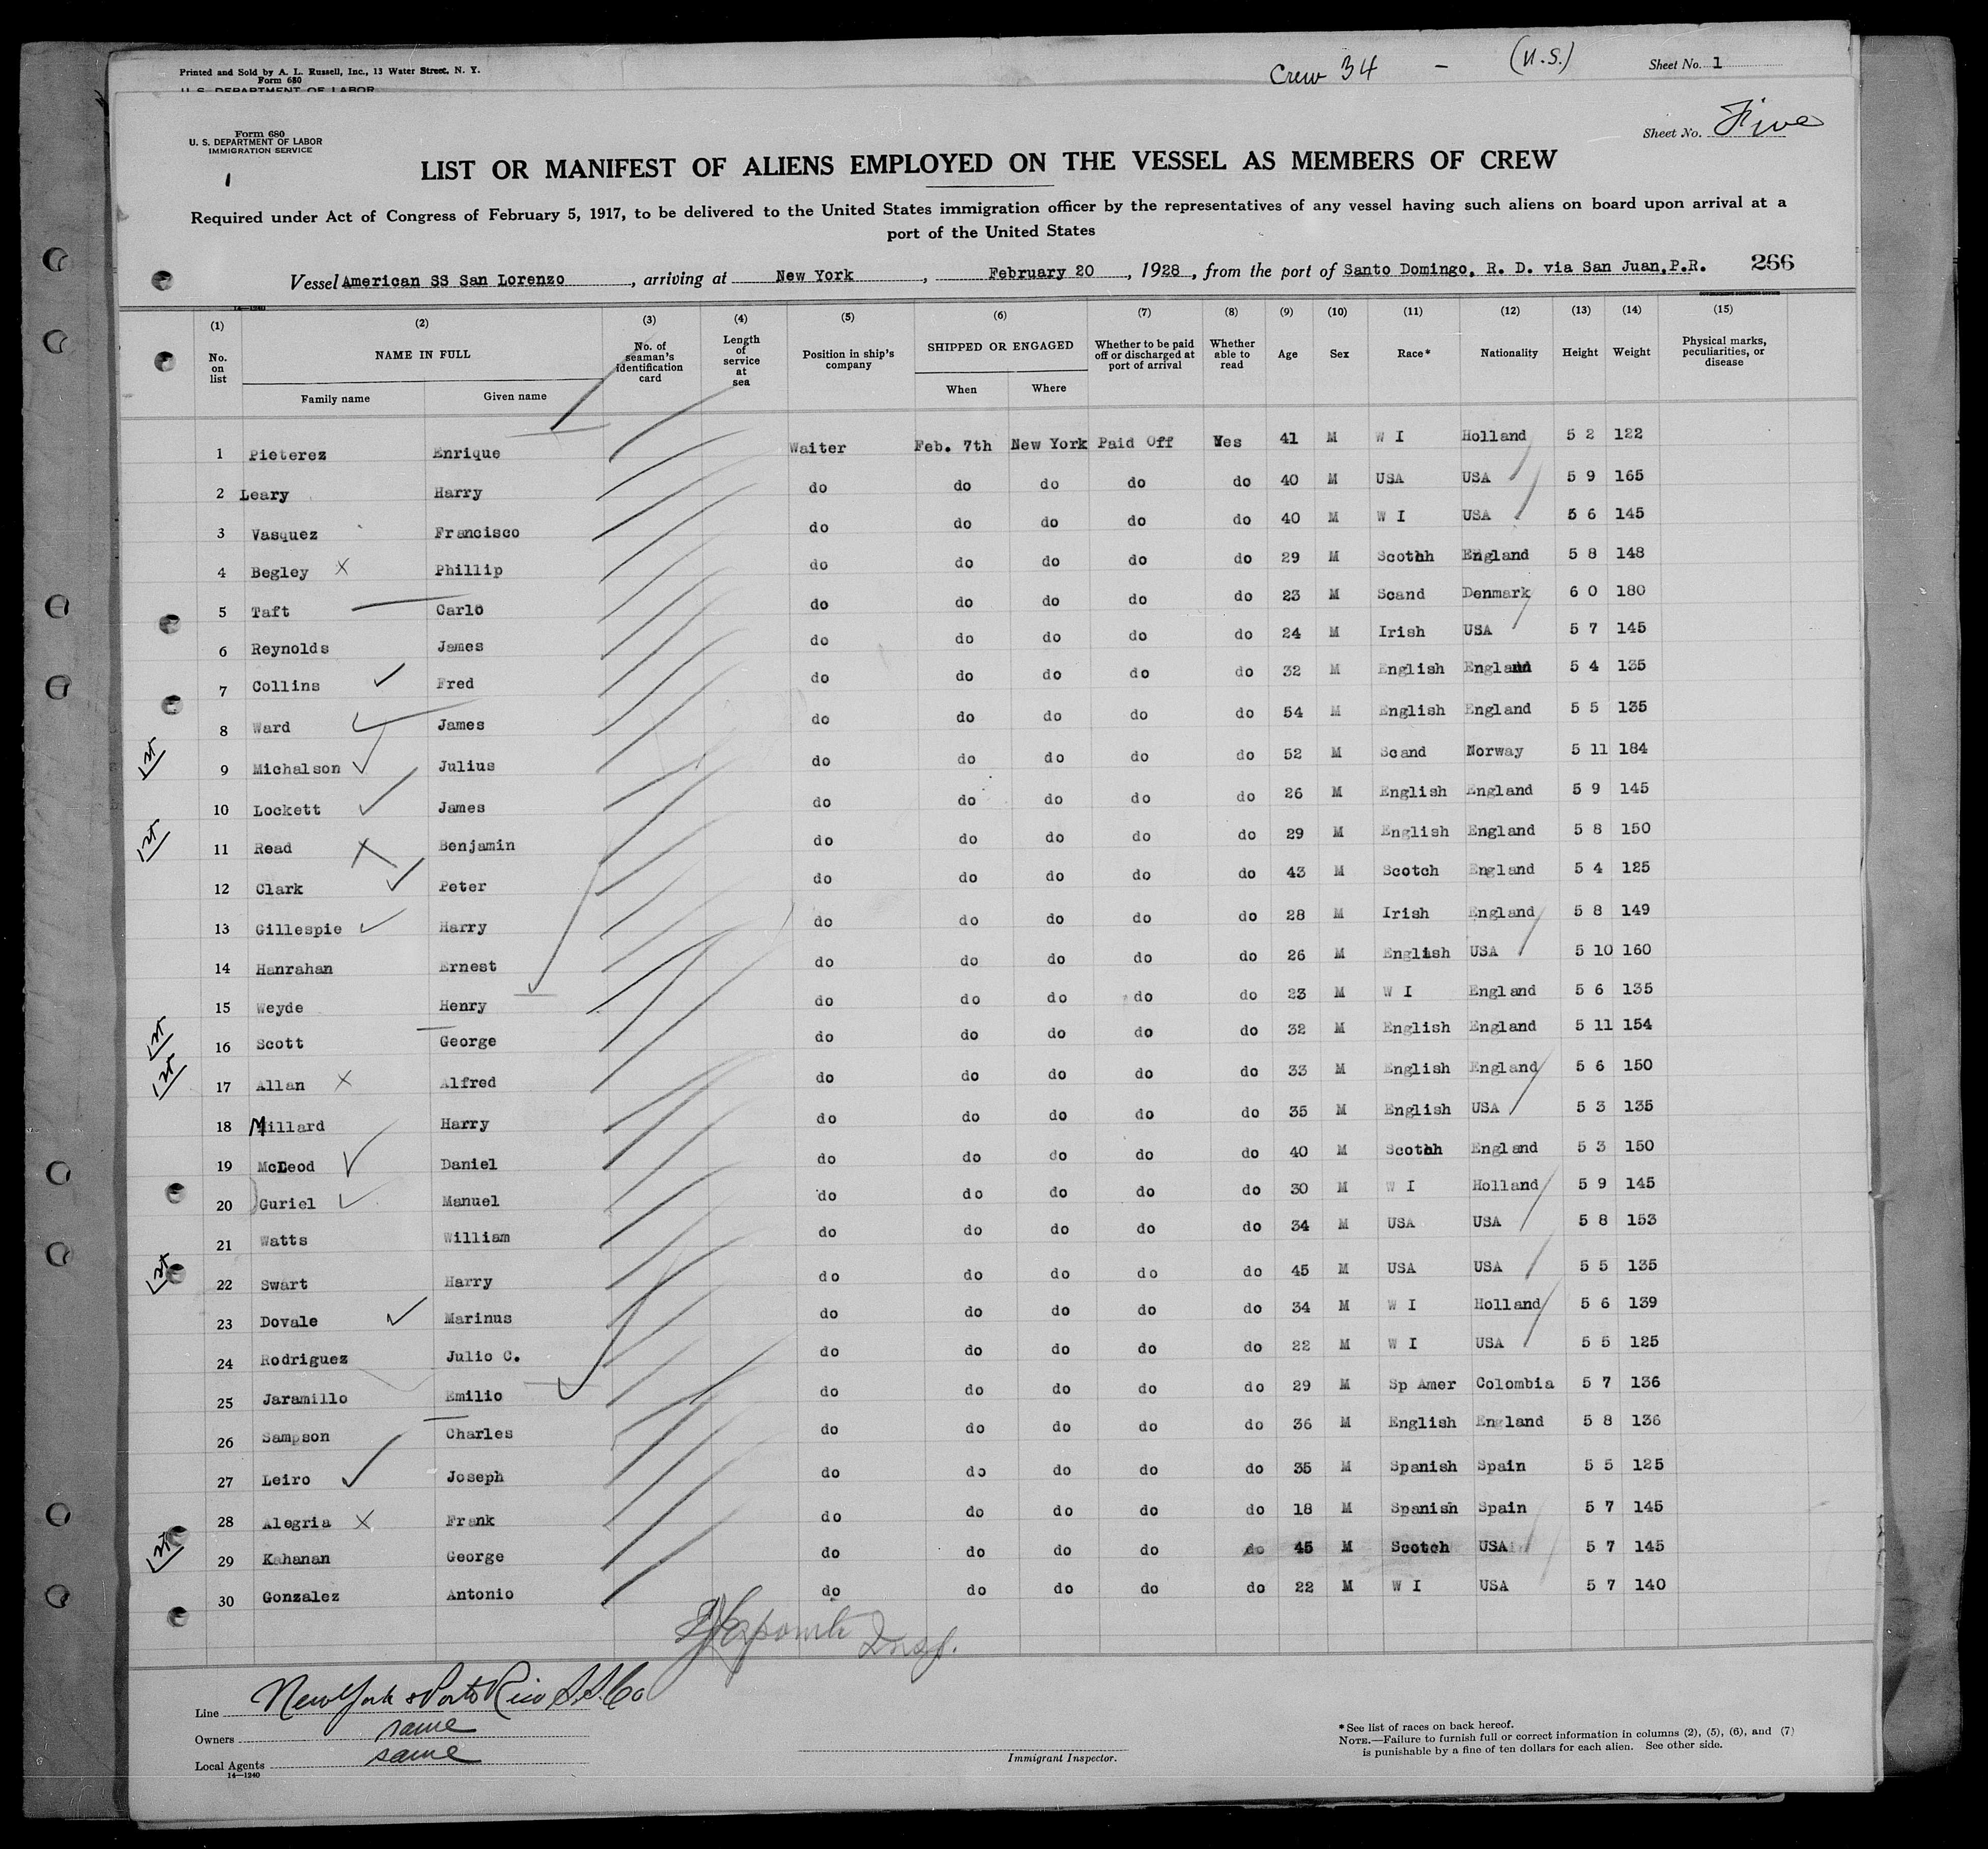 Printed and Sold by A. L. Russell, Inc., 13 Water Street, N. Y.
Form 680
U. S. DEPARTMENT OF LABOR
Crew 34 - (U.S.)
Sheet No. 1
Form 680
U. S. DEPARTMENT OF LABOR
IMMIGRATION SERVICE
1
Sheet No. Five
LIST OR MANIFEST OF ALIENS EMPLOYED ON THE VESSEL AS MEMBERS OF CREW
Required under Act of Congress of February 5, 1917, to be delivered to the United States immigration officer by the representatives of any vessel having such aliens on board upon arrival at a
port of the United States
Vessel American SS San Lorenzo, arriving at New York, February 20, 1928, from the port of Santo Domingo, R. D. via San Juan, P.R. 266
(1) (2) (3) (4) (5) (6) (7) (8) (9) (10) (11) (12) (13) (14) (15)
No. on list NAME IN FULL No. of seaman's identification card Length of service at sea Position in ship's company SHIPPED OR ENGAGED Whether to be paid off or discharged at port of arrival Whether able to read Age Sex Race* Nationality Height Weight Physical marks, peculiarities, or disease
Family name Given name When Where
1 Pieterez Enrique Waiter Feb. 7th New York Paid Off Yes 41 M W I Holland 5 2 122
2 Leary Harry do do do do do 40 M USA USA 5 9 165
3 Vasquez Francisco do do do do do 40 M W I USA 5 6 145
4 Begley Phillip do do do do do 29 M Scotch England 5 8 148
5 Taft Carlo do do do do do 23 M Scand Denmark 6 0 180
6 Reynolds James do do do do do 24 M Irish USA 5 7 145
7 Collins Fred do do do do do 32 M English England 5 4 135
8 Ward James do do do do do 54 M English England 5 5 135
9 Michalson Julius do do do do do 52 M Scand Norway 5 11 184
10 Lockett James do do do do do 26 M English England 5 9 145
11 Read Benjamin do do do do do 29 M English England 5 8 150
12 Clark Peter do do do do do 43 M Scotch England 5 4 125
13 Gillespie Harry do do do do do 28 M Irish England 5 8 149
14 Hanrahan Ernest do do do do do 26 M English USA 5 10 160
15 Weyde Henry do do do do do 23 M W I England 5 6 135
16 Scott George do do do do do 32 M English England 5 11 154
17 Allan Alfred do do do do do 33 M English England 5 6 150
18 Millard Harry do do do do do 35 M English USA 5 3 135
19 McLeod Daniel do do do do do 40 M Scotch England 5 3 150
20 Guriel Manuel do do do do do 30 M W I Holland 5 9 145
21 Watts William do do do do do 34 M USA USA 5 8 153
22 Swart Harry do do do do do 45 M USA USA 5 5 135
23 Dovale Marinus do do do do do 34 M W I Holland 5 6 139
24 Rodriguez Julio C. do do do do do 22 M W I USA 5 5 125
25 Jaramillo Emilio do do do do do 29 M Sp Amer Colombia 5 7 136
26 Sampson Charles do do do do do 36 M English England 5 8 136
27 Leiro Joseph do do do do do 35 M Spanish Spain 5 5 125
28 Alegria Frank do do do do do 18 M Spanish Spain 5 7 145
29 Kahanan George do do do do do 45 M Scotch USA 5 7 145
30 Gonzalez Antonio do do do do do 22 M W I USA 5 7 140
Insp.
Line New York & Porto Rico S.S. Co
Owners same
Local Agents same
14—1240
Immigrant Inspector.
*See list of races on back hereof.
NOTE.—Failure to furnish full or correct information in columns (2), (5), (6), and (7)
is punishable by a fine of ten dollars for each alien. See other side.